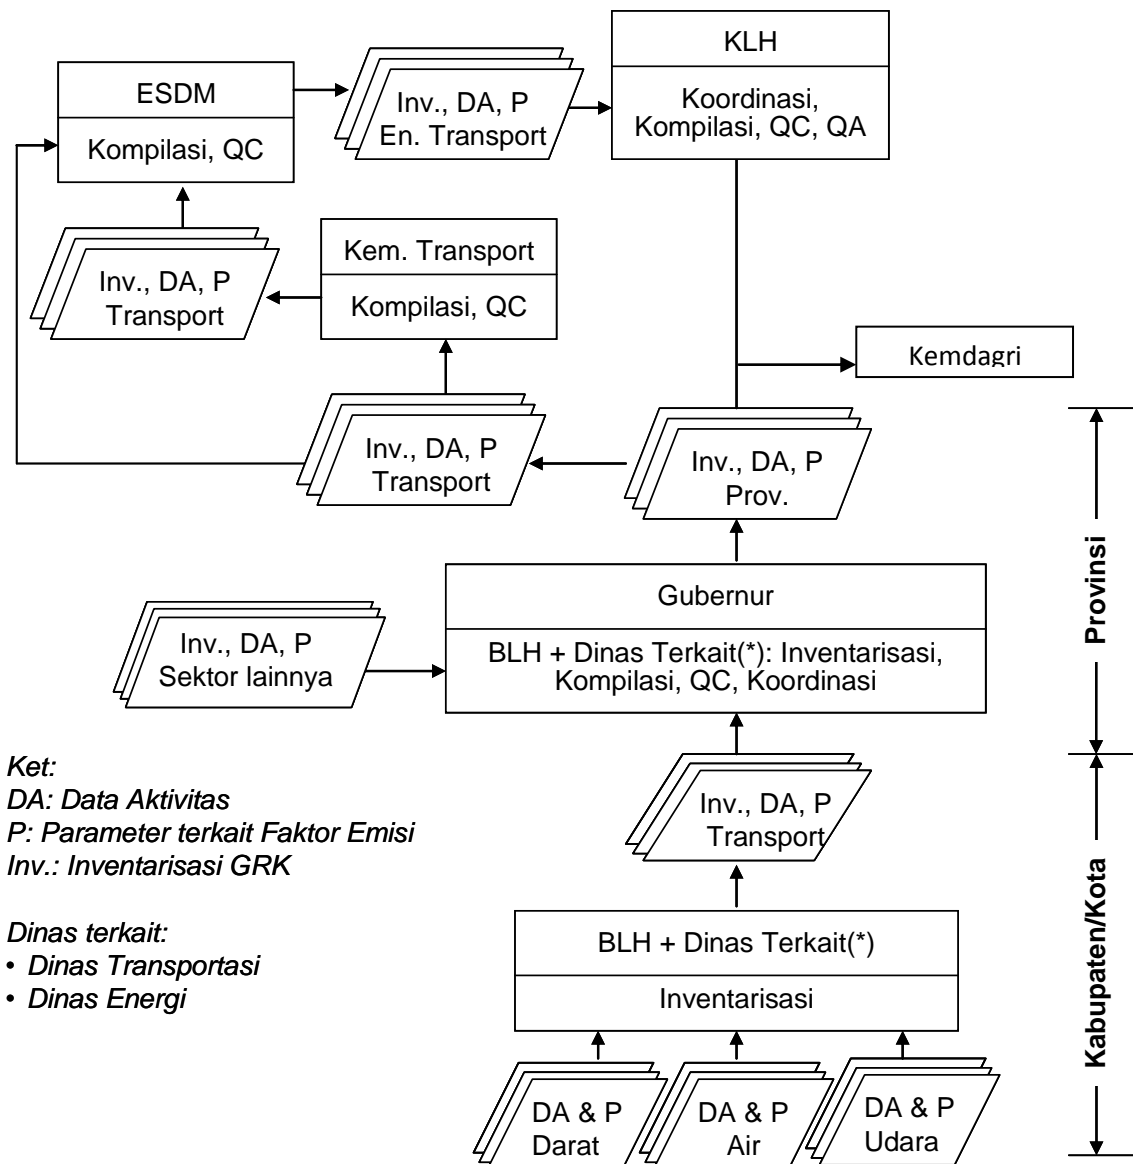 KLH
Koordinasi,
Kompilasi, QC, QA
ESDM
Kompilasi, QC
Inv., DA, P
En. Transport
Kem. Transport
Kompilasi, QC
Inv., DA, P
Transport
Kemdagri
Inv., DA, P
Transport
Inv., DA, P
Prov.
Provinsi
Gubernur
BLH + Dinas Terkait(*): Inventarisasi,
Kompilasi, QC, Koordinasi
Inv., DA, P
Sektor lainnya
Ket:
DA: Data Aktivitas
P: Parameter terkait Faktor Emisi
Inv.: Inventarisasi GRK
Dinas terkait:
• Dinas Transportasi
• Dinas Energi
Inv., DA, P
Transport
Kabupaten/Kota
BLH + Dinas Terkait(*)
Inventarisasi
DA & P
Darat
DA & P
Air
DA & P
Udara